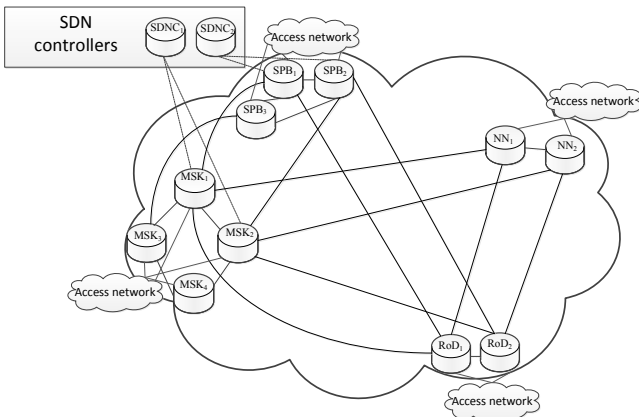 SDN
controllers
SDNC₁
SDNC₂
Access network
SPB₁
SPB₂
SPB₃
Access network
NN₁
NN₂
MSK₁
MSK₃
MSK₂
Access network
MSK₄
RoD₁
RoD₂
Access network